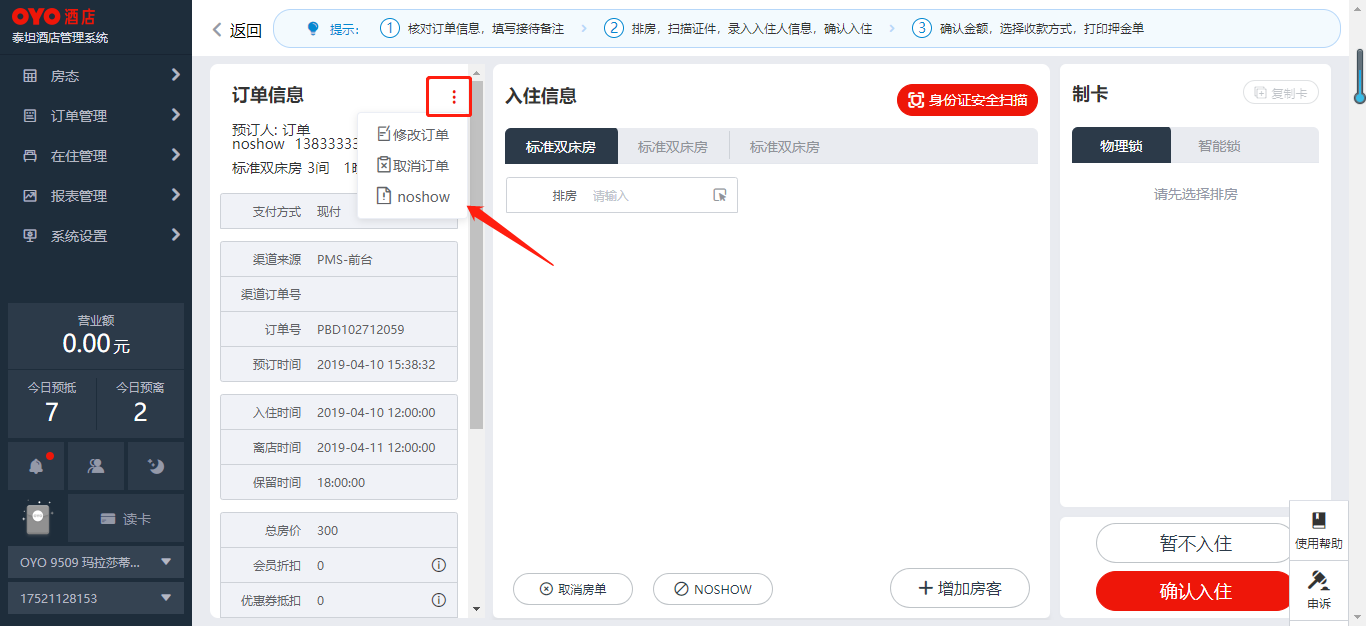 OYO 酒店
泰坦酒店管理系统
房态
订单管理
在住管理
报表管理
系统设置
营业额
0.00元
今日预抵
7
今日预离
2
读卡
OYO 9509 玛拉莎蒂...
17521128153
返回
提示:
1 核对订单信息，填写接待备注
2 排房，扫描证件，录入入住人信息，确认入住
3 确认金额，选择收款方式，打印押金单
订单信息
预订人: 订单
noshow 13833333
标准双床房 3间
修改订单
取消订单
noshow
支付方式 现付
渠道来源 PMS-前台
渠道订单号
订单号 PBD102712059
预订时间 2019-04-10 15:38:32
入住时间 2019-04-10 12:00:00
离店时间 2019-04-11 12:00:00
保留时间 18:00:00
总房价 300
会员折扣 0
优惠券抵扣 0
入住信息
身份证安全扫描
标准双床房
标准双床房
标准双床房
排房 请输入
取消房单
NOSHOW
增加房客
制卡
复制卡
物理锁
智能锁
请先选择排房
暂不入住
确认入住
使用帮助
申诉